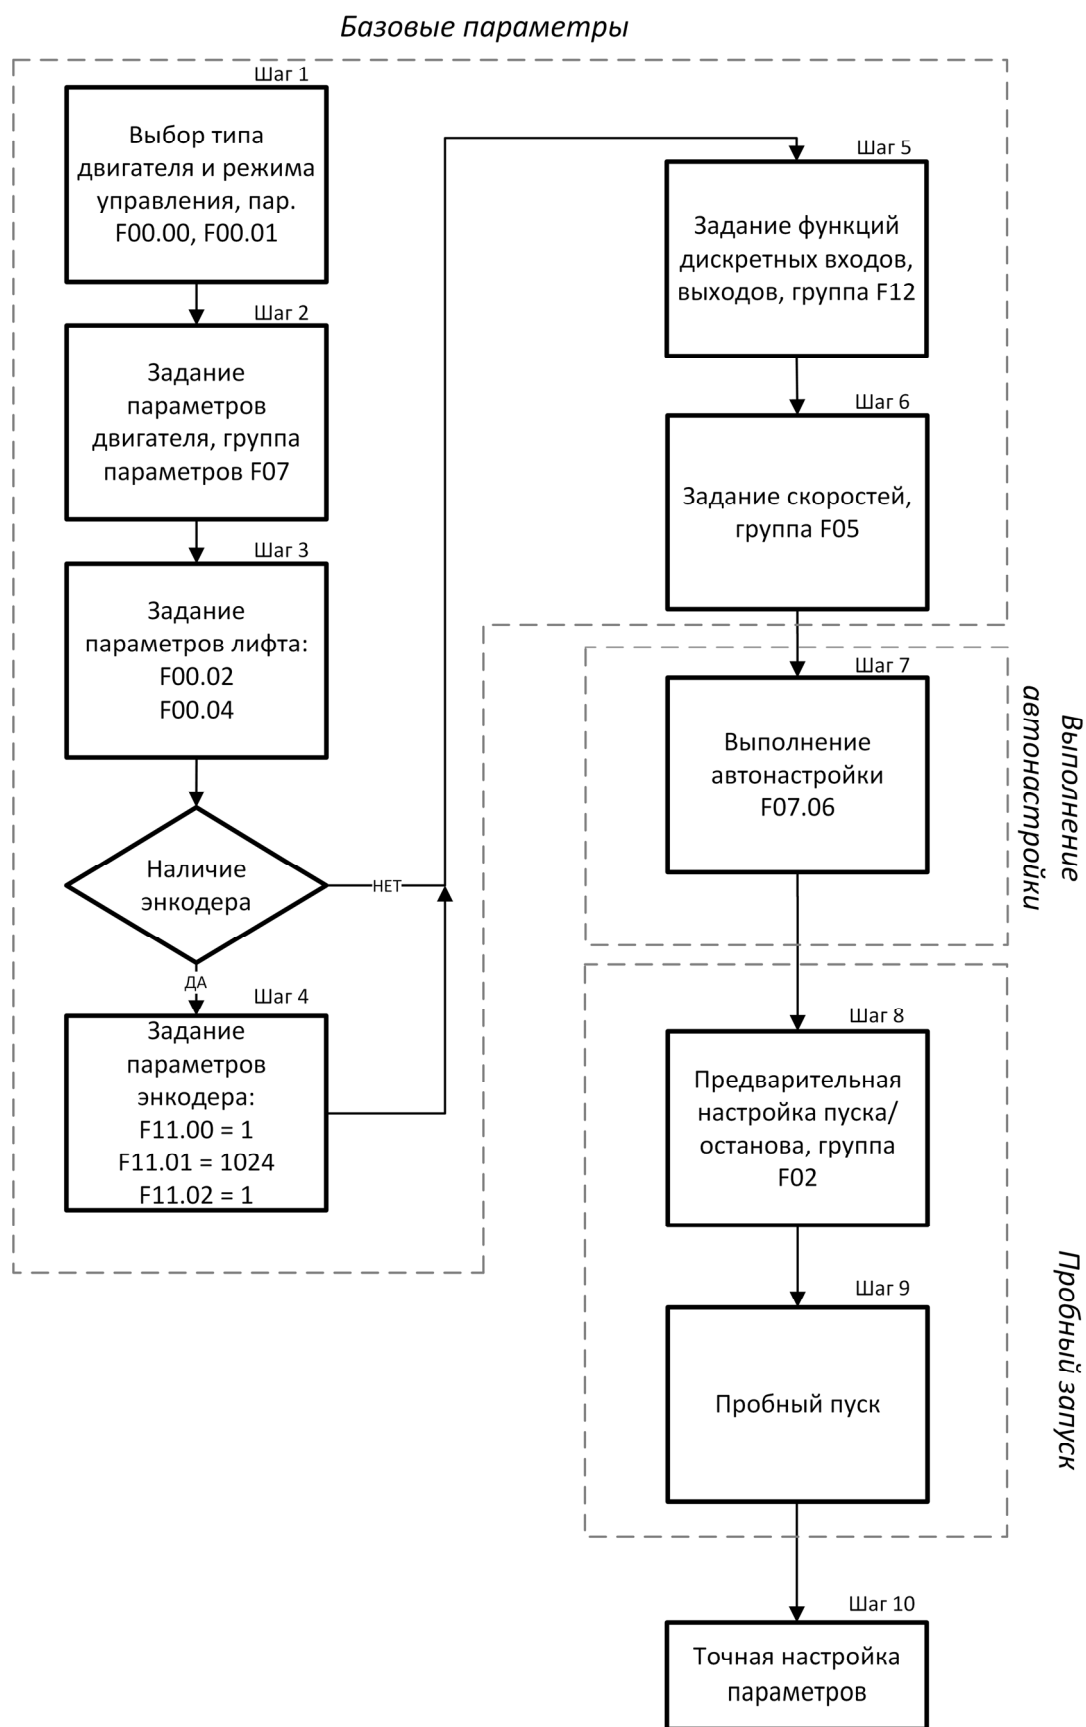 Базовые параметры
Шаг 1
Выбор типа
двигателя и режима
управления, пар.
F00.00, F00.01
Шаг 2
Задание
параметров
двигателя, группа
параметров F07
Шаг 3
Задание
параметров лифта:
F00.02
F00.04
Наличие
энкодера
НЕТ
ДА
Шаг 4
Задание
параметров
энкодера:
F11.00 = 1
F11.01 = 1024
F11.02 = 1
Шаг 5
Задание функций
дискретных входов,
выходов, группа F12
Шаг 6
Задание скоростей,
группа F05
Шаг 7
Выполнение
автонастройки
F07.06
Выполнение
автонастройки
Шаг 8
Предварительная
настройка пуска/
останова, группа
F02
Шаг 9
Пробный пуск
Пробный запуск
Шаг 10
Точная настройка
параметров